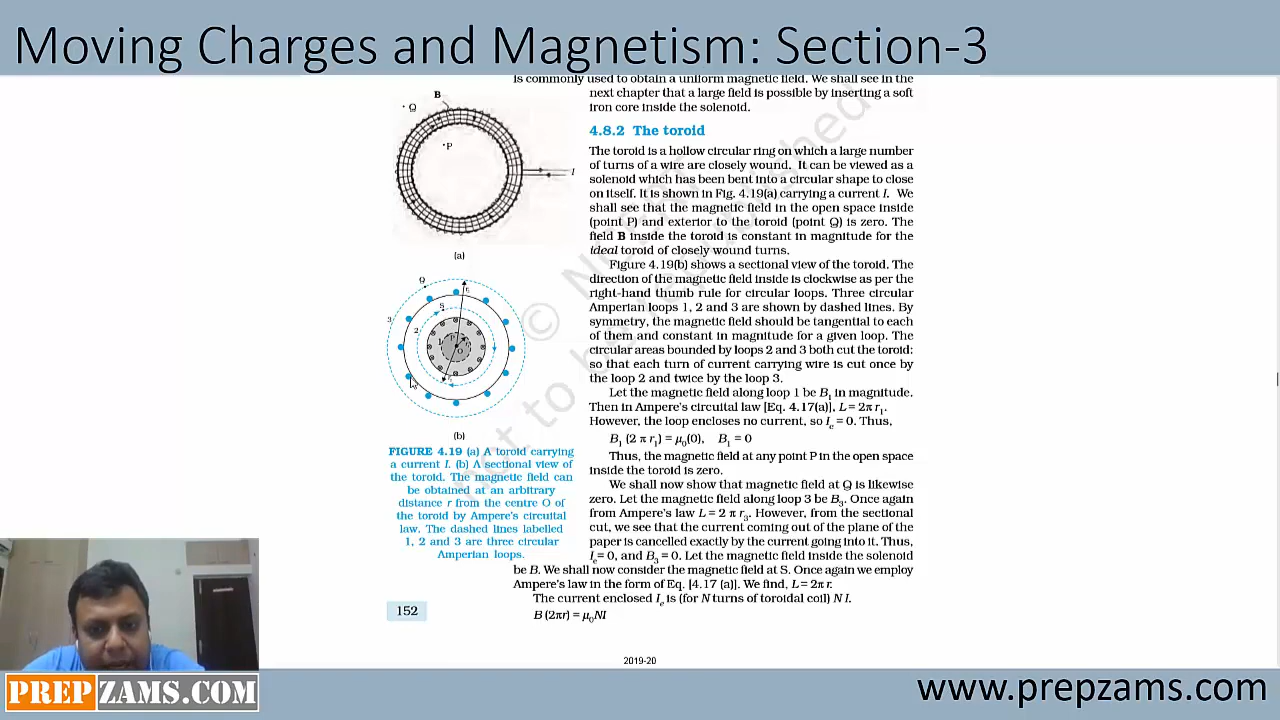 Moving Charges and Magnetism: Section-3
is commonly used to obtain a uniform magnetic field. We shall see in the
next chapter that a large field is possible by inserting a soft
iron core inside the solenoid.
4.8.2 The toroid
The toroid is a hollow circular ring on which a large number
of turns of a wire are closely wound. It can be viewed as a
solenoid which has been bent into a circular shape to close
on itself. It is shown in Fig. 4.19(a) carrying a current I. We
shall see that the magnetic field in the open space inside
(point P) and exterior to the toroid (point Q) is zero. The
field B inside the toroid is constant in magnitude for the
ideal toroid of closely wound turns.
Figure 4.19(b) shows a sectional view of the toroid. The
direction of the magnetic field inside is clockwise as per the
right-hand thumb rule for circular loops. Three circular
Amperian loops 1, 2 and 3 are shown by dashed lines. By
symmetry, the magnetic field should be tangential to each
of them and constant in magnitude for a given loop. The
circular areas bounded by loops 2 and 3 both cut the toroid:
so that each turn of current carrying wire is cut once by
the loop 2 and twice by the loop 3.
Let the magnetic field along loop 1 be B₁ in magnitude.
Then in Ampere's circuital law [Eq. 4.17(a)], L = 2π r₁.
However, the loop encloses no current, so Iₑ = 0. Thus,
B₁ (2 π r₁) = μ₀(0), B₁ = 0
Thus, the magnetic field at any point P in the open space
inside the toroid is zero.
We shall now show that magnetic field at Q is likewise
zero. Let the magnetic field along loop 3 be B₃. Once again
from Ampere's law L = 2 π r₃. However, from the sectional
cut, we see that the current coming out of the plane of the
paper is cancelled exactly by the current going into it. Thus,
Iₑ = 0, and B₃ = 0. Let the magnetic field inside the solenoid
be B. We shall now consider the magnetic field at S. Once again we employ
Ampere's law in the form of Eq. [4.17 (a)]. We find, L = 2π r.
The current enclosed Iₑ is (for N turns of toroidal coil) N I.
B (2πr) = μ₀NI
B
Q
P
I
(a)
Q
3
S
2
1
P
O
(b)
FIGURE 4.19 (a) A toroid carrying
a current I. (b) A sectional view of
the toroid. The magnetic field can
be obtained at an arbitrary
distance r from the centre O of
the toroid by Ampere's circuital
law. The dashed lines labelled
1, 2 and 3 are three circular
Amperian loops.
152
2019-20
not to be republished
PREPZAMS.COM
www.prepzams.com